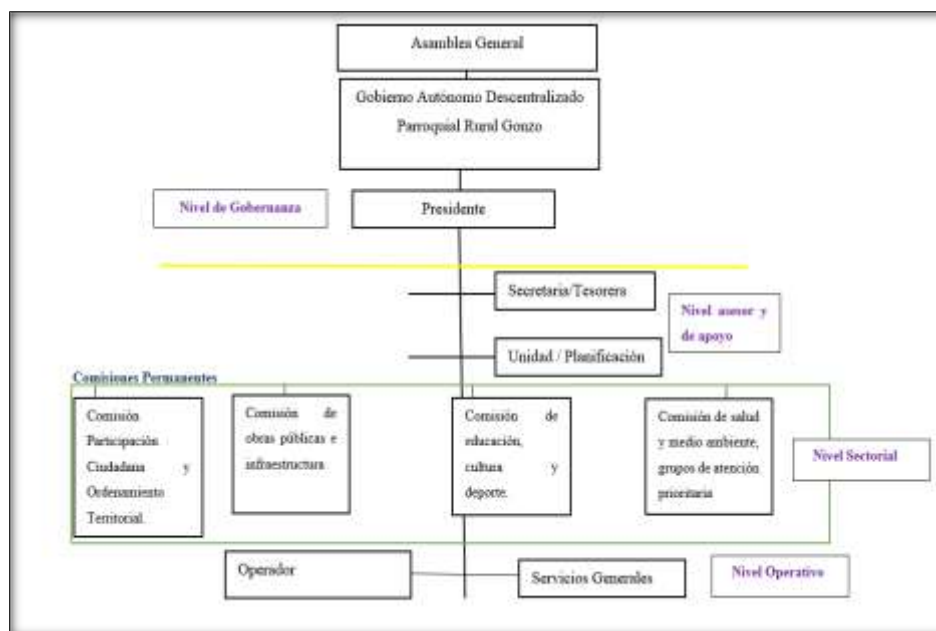 Asamblea General
Gobierno Autónomo Descentralizado
Parroquial Rural Gonzo
Nivel de Gobernanza
Presidente
Secretaria/Tesorera
Nivel asesor y
de apoyo
Unidad / Planificación
Comisiones Permanentes
Comisión
Participación
Ciudadana y
Ordenamiento
Territorial.
Comisión de
obras públicas e
infraestructura
Comisión de
educación,
cultura y
deporte.
Comisión de salud
y medio ambiente,
grupos de atención
prioritaria
Nivel Sectorial
Operador
Servicios Generales
Nivel Operativo